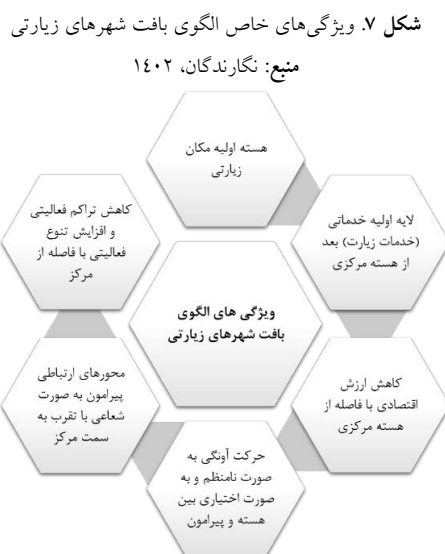 شکل ۷. ویژگی‌های خاص الگوی بافت شهرهای زیارتی
منبع: نگارندگان، ۱٤۰۲
هسته اولیه مکان
زیارتی
لایه اولیه خدماتی
(خدمات زیارت) بعد
از هسته مرکزی
کاهش ارزش
اقتصادی با فاصله از
هسته مرکزی
حرکت آونگی به
صورت نامنظم و به
صورت اختیاری بین
هسته و پیرامون
محورهای ارتباطی
پیرامون به صورت
شعاعی با تقرب به
سمت مرکز
کاهش تراکم فعالیتی
و افزایش تنوع
فعالیتی با فاصله از
مرکز
ویژگی های الگوی
بافت شهرهای زیارتی